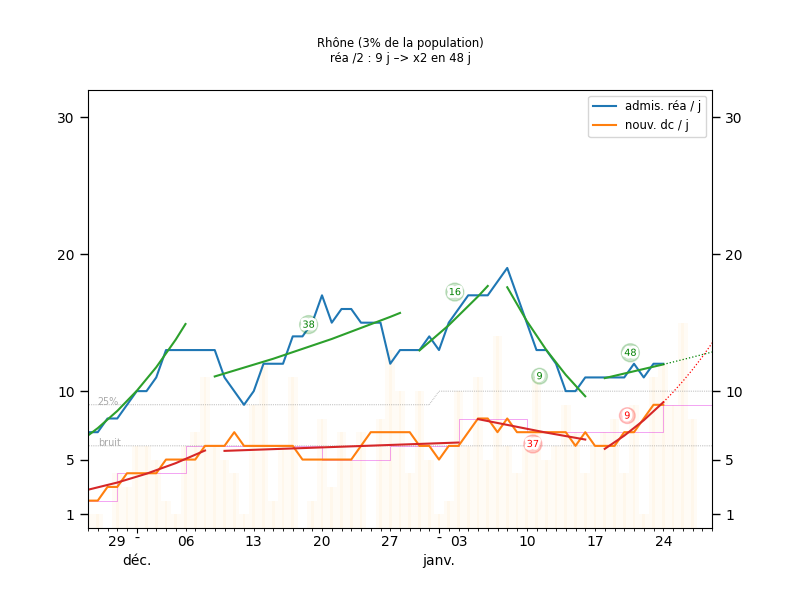 Rhône (3% de la population)
réa /2 : 9 j –> x2 en 48 j
admis. réa / j
nouv. dc / j
30 30
20 20
10 10
5 5
1 1
25%
bruit
38
16
9
48
9
37
29 - 06 13 20 27 - 03 10 17 24
déc. janv.